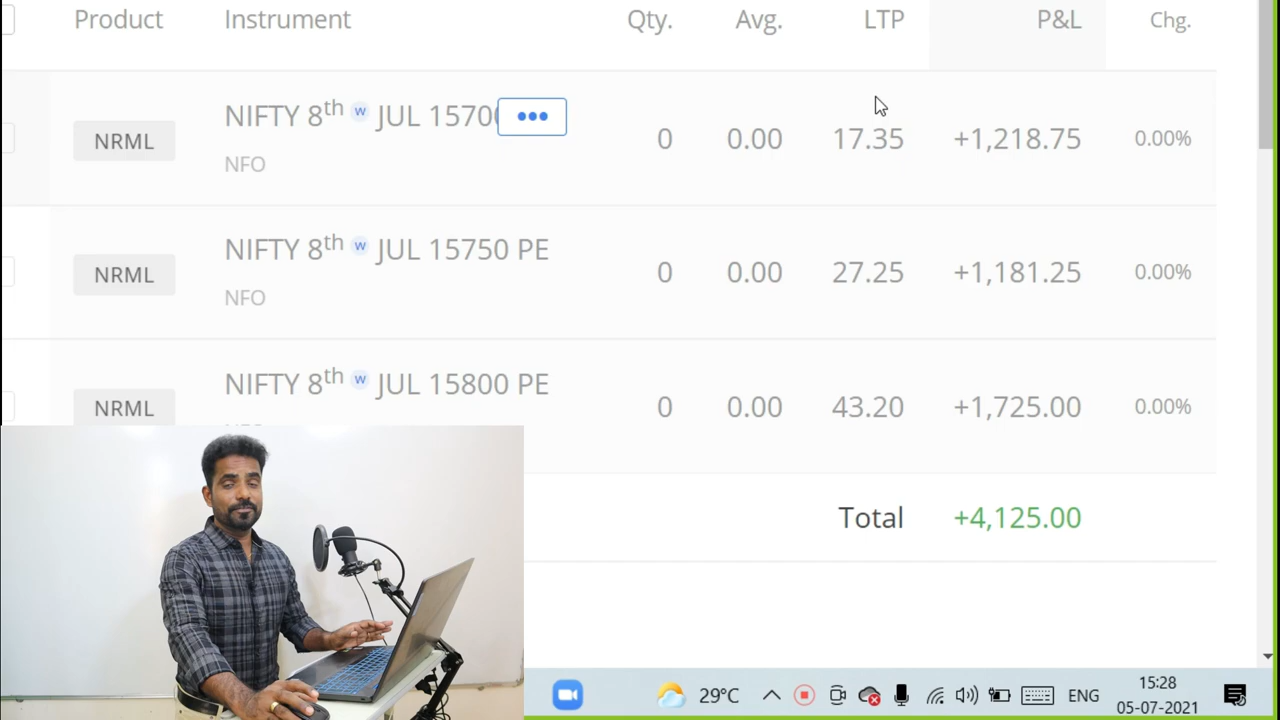 Product Instrument Qty. Avg. LTP P&L Chg.
NRML NIFTY 8th w JUL 15700 0 0.00 17.35 +1,218.75 0.00%
NFO
NRML NIFTY 8th w JUL 15750 PE 0 0.00 27.25 +1,181.25 0.00%
NFO
NRML NIFTY 8th w JUL 15800 PE 0 0.00 43.20 +1,725.00 0.00%
Total +4,125.00
29°C ENG 15:28
05-07-2021